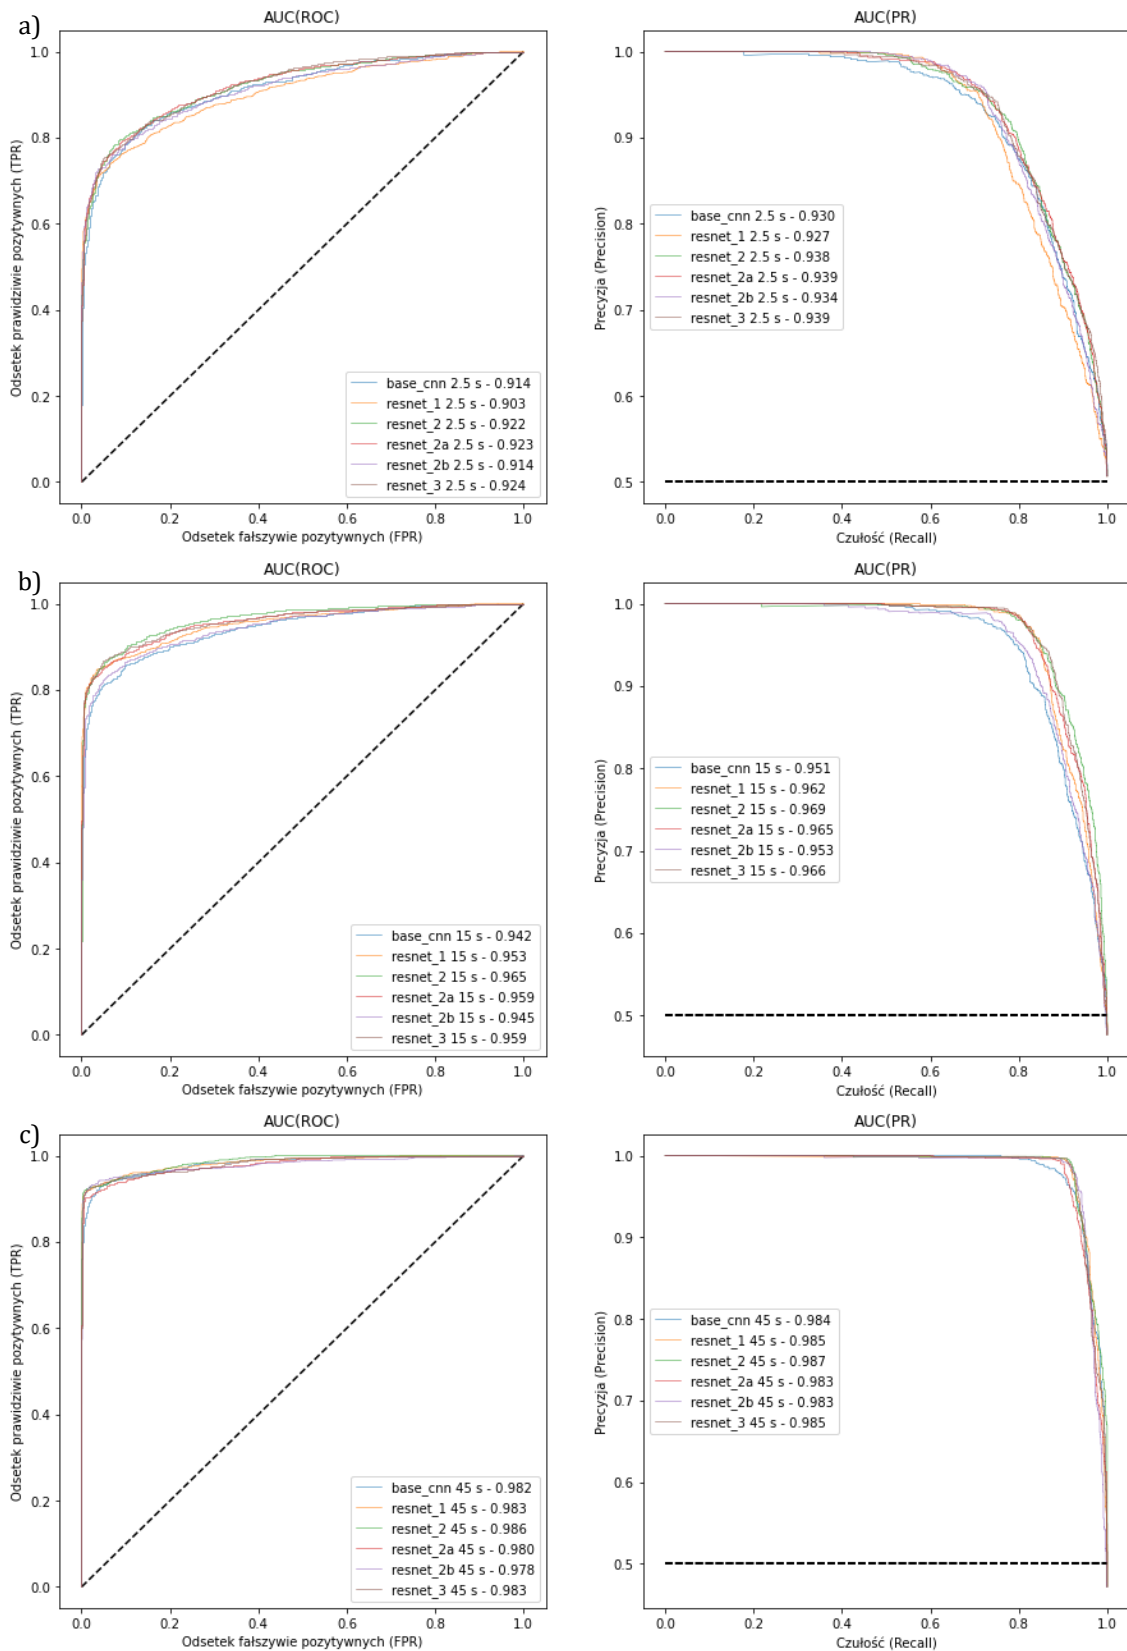 a)
AUC(ROC)
1.0
0.8
0.6
0.4
0.2
0.0
Odsetek prawidziwie pozytywnych (TPR)
base_cnn 2.5 s - 0.914
resnet_1 2.5 s - 0.903
resnet_2 2.5 s - 0.922
resnet_2a 2.5 s - 0.923
resnet_2b 2.5 s - 0.914
resnet_3 2.5 s - 0.924
0.0 0.2 0.4 0.6 0.8 1.0
Odsetek fałszywie pozytywnych (FPR)
AUC(PR)
1.0
0.9
0.8
0.7
0.6
0.5
Precyzja (Precision)
base_cnn 2.5 s - 0.930
resnet_1 2.5 s - 0.927
resnet_2 2.5 s - 0.938
resnet_2a 2.5 s - 0.939
resnet_2b 2.5 s - 0.934
resnet_3 2.5 s - 0.939
0.0 0.2 0.4 0.6 0.8 1.0
Czułość (Recall)
b)
AUC(ROC)
1.0
0.8
0.6
0.4
0.2
0.0
Odsetek prawidziwie pozytywnych (TPR)
base_cnn 15 s - 0.942
resnet_1 15 s - 0.953
resnet_2 15 s - 0.965
resnet_2a 15 s - 0.959
resnet_2b 15 s - 0.945
resnet_3 15 s - 0.959
0.0 0.2 0.4 0.6 0.8 1.0
Odsetek fałszywie pozytywnych (FPR)
AUC(PR)
1.0
0.9
0.8
0.7
0.6
0.5
Precyzja (Precision)
base_cnn 15 s - 0.951
resnet_1 15 s - 0.962
resnet_2 15 s - 0.969
resnet_2a 15 s - 0.965
resnet_2b 15 s - 0.953
resnet_3 15 s - 0.966
0.0 0.2 0.4 0.6 0.8 1.0
Czułość (Recall)
c)
AUC(ROC)
1.0
0.8
0.6
0.4
0.2
0.0
Odsetek prawidziwie pozytywnych (TPR)
base_cnn 45 s - 0.982
resnet_1 45 s - 0.983
resnet_2 45 s - 0.986
resnet_2a 45 s - 0.980
resnet_2b 45 s - 0.978
resnet_3 45 s - 0.983
0.0 0.2 0.4 0.6 0.8 1.0
Odsetek fałszywie pozytywnych (FPR)
AUC(PR)
1.0
0.9
0.8
0.7
0.6
0.5
Precyzja (Precision)
base_cnn 45 s - 0.984
resnet_1 45 s - 0.985
resnet_2 45 s - 0.987
resnet_2a 45 s - 0.983
resnet_2b 45 s - 0.983
resnet_3 45 s - 0.985
0.0 0.2 0.4 0.6 0.8 1.0
Czułość (Recall)